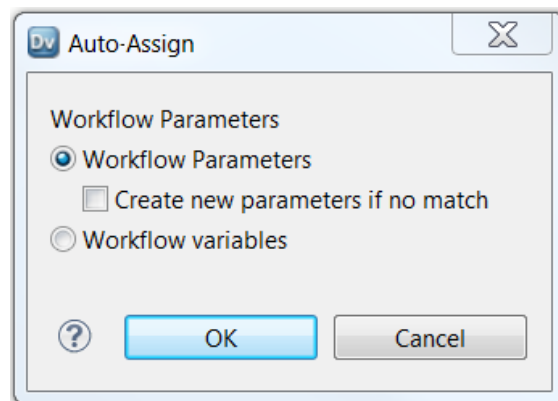 Dv Auto-Assign
Workflow Parameters
Workflow Parameters
Create new parameters if no match
Workflow variables
? OK Cancel